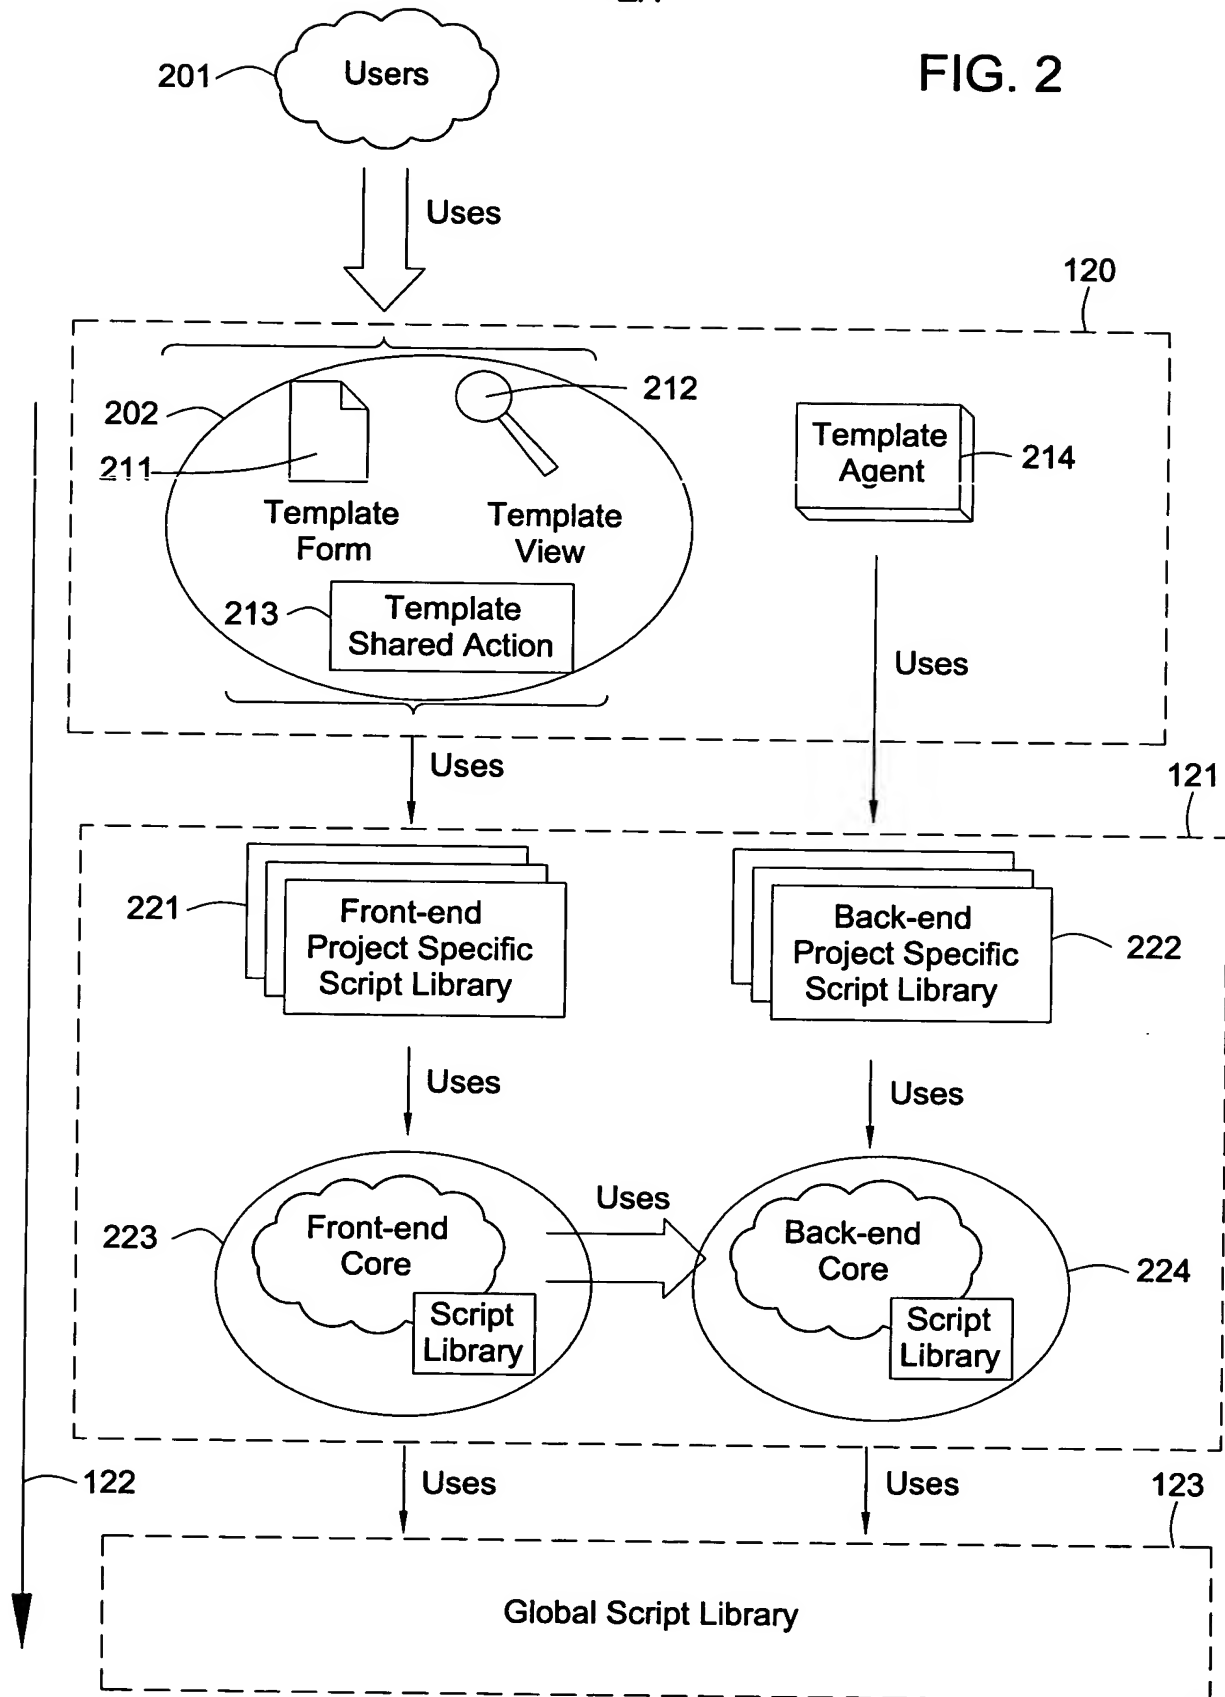 FIG. 2
201
Users
Uses
120
202
212
211
Template
Form
Template
View
Template
Agent
214
213
Template
Shared Action
Uses
Uses
121
221
Front-end
Project Specific
Script Library
Back-end
Project Specific
Script Library
222
Uses
Uses
223
Front-end
Core
Script
Library
Uses
Back-end
Core
Script
Library
224
122
Uses
Uses
123
Global Script Library